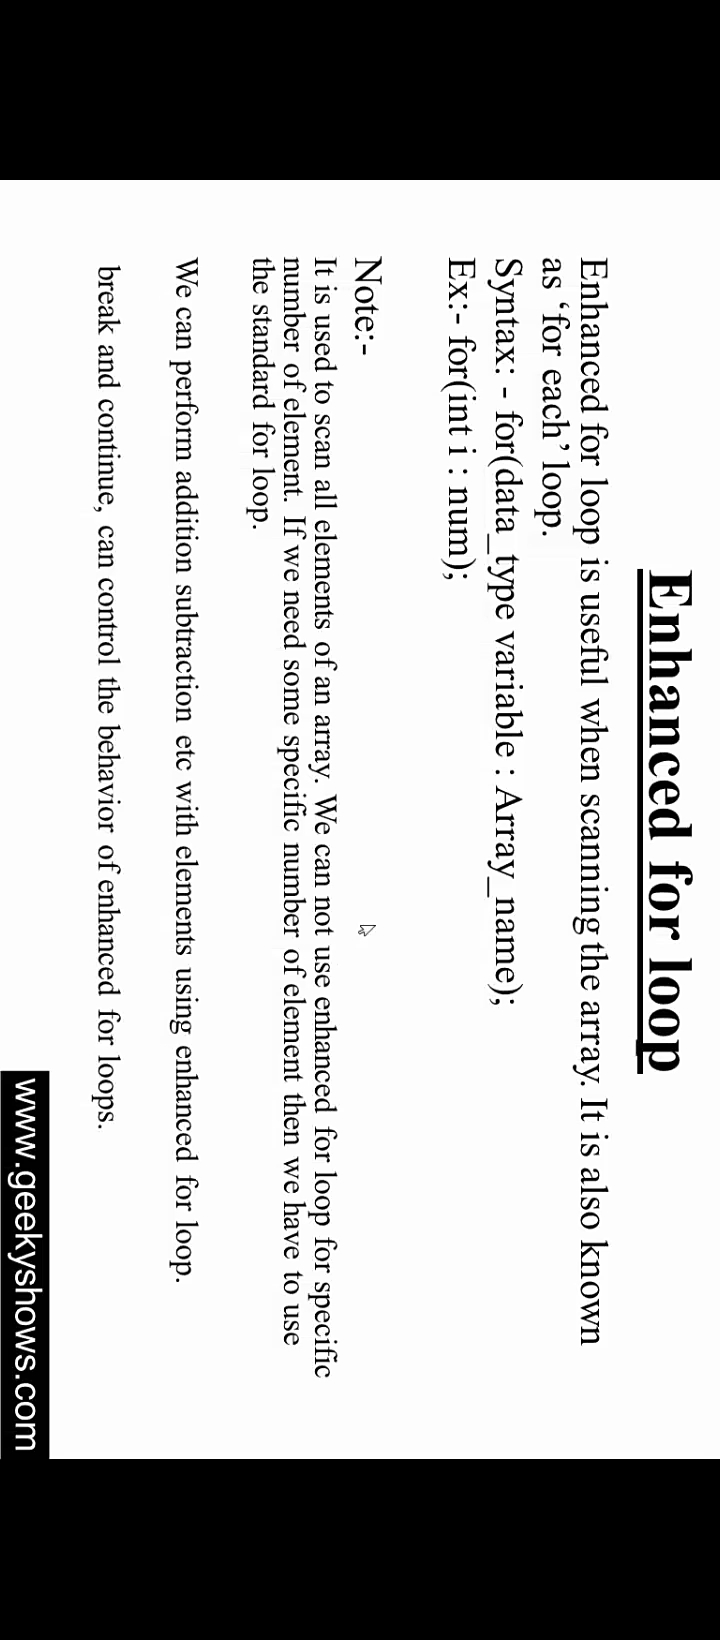 Enhanced for loop
Enhanced for loop is useful when scanning the array. It is also known
as ‘for each’ loop.
Syntax: - for(data_type variable : Array_name);
Ex:- for(int i : num);
Note:-
It is used to scan all elements of an array. We can not use enhanced for loop for specific
number of element. If we need some specific number of element then we have to use
the standard for loop.
We can perform addition subtraction etc with elements using enhanced for loop.
break and continue, can control the behavior of enhanced for loops.
www.geekyshows.com